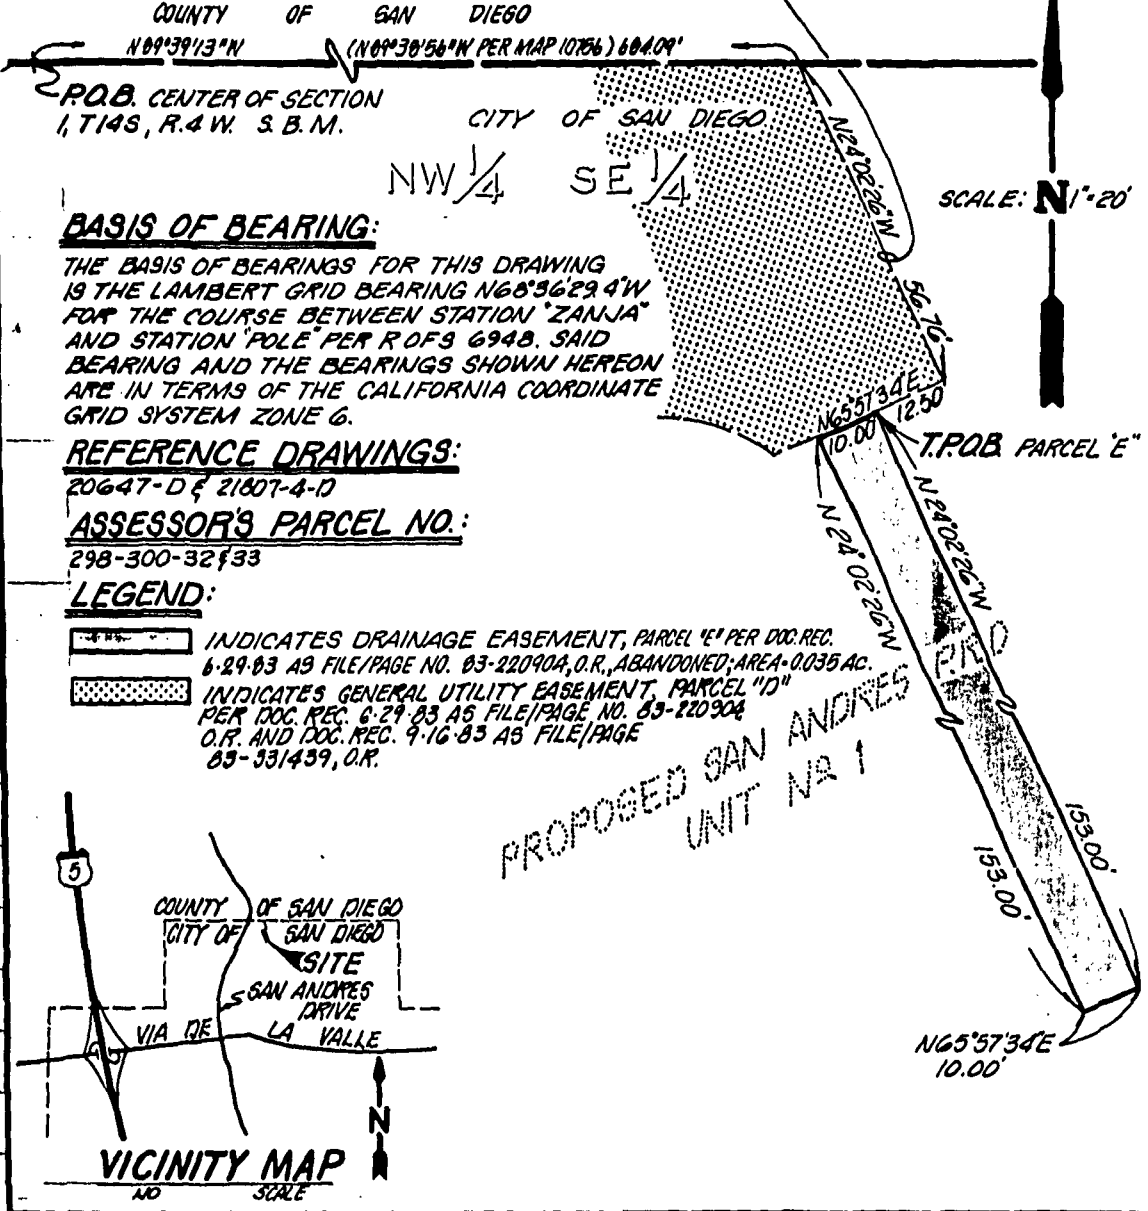 COUNTY OF SAN DIEGO
N89°39'13"W (N89°38'56"W PER MAP 10756) 684.09'
P.O.B. CENTER OF SECTION
1, T14S, R.4 W. S.B.M.
CITY OF SAN DIEGO
NW 1/4 SE 1/4
N24°02'26"W
56.76'
SCALE: N 1"=20'
BASIS OF BEARING:
THE BASIS OF BEARINGS FOR THIS DRAWING
IS THE LAMBERT GRID BEARING N68°36'29.4"W
FOR THE COURSE BETWEEN STATION "ZANJA"
AND STATION "POLE" PER R OF S 6948. SAID
BEARING AND THE BEARINGS SHOWN HEREON
ARE IN TERMS OF THE CALIFORNIA COORDINATE
GRID SYSTEM ZONE 6.
N65°57'34"E
10.00' 12.50'
T.P.O.B. PARCEL 'E'
REFERENCE DRAWINGS:
20647-D & 21807-4-D
ASSESSOR'S PARCEL NO.:
298-300-32 & 33
N 24°02'26"W
N 24°02'26"W
LEGEND:
INDICATES DRAINAGE EASEMENT, PARCEL "E" PER DOC. REC.
6-29-83 AS FILE/PAGE NO. 83-220904, O.R., ABANDONED; AREA=0.035 AC.
INDICATES GENERAL UTILITY EASEMENT, PARCEL "D"
PER DOC. REC. 6-29-83 AS FILE/PAGE NO. 83-220904
O.R. AND DOC. REC. 9-16-83 AS FILE/PAGE
83-331439, O.R.
PROPOSED SAN ANDRES PRD
UNIT No 1
153.00'
153.00'
N65°57'34"E
10.00'
5
COUNTY OF SAN DIEGO
CITY OF SAN DIEGO
SITE
SAN ANDRES
DRIVE
VIA DE LA VALLE
N
VICINITY MAP
NO SCALE